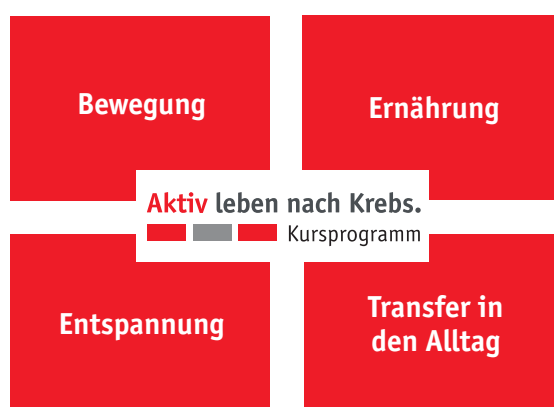 Bewegung
Ernährung
Aktiv leben nach Krebs.
Kursprogramm
Entspannung
Transfer in
den Alltag